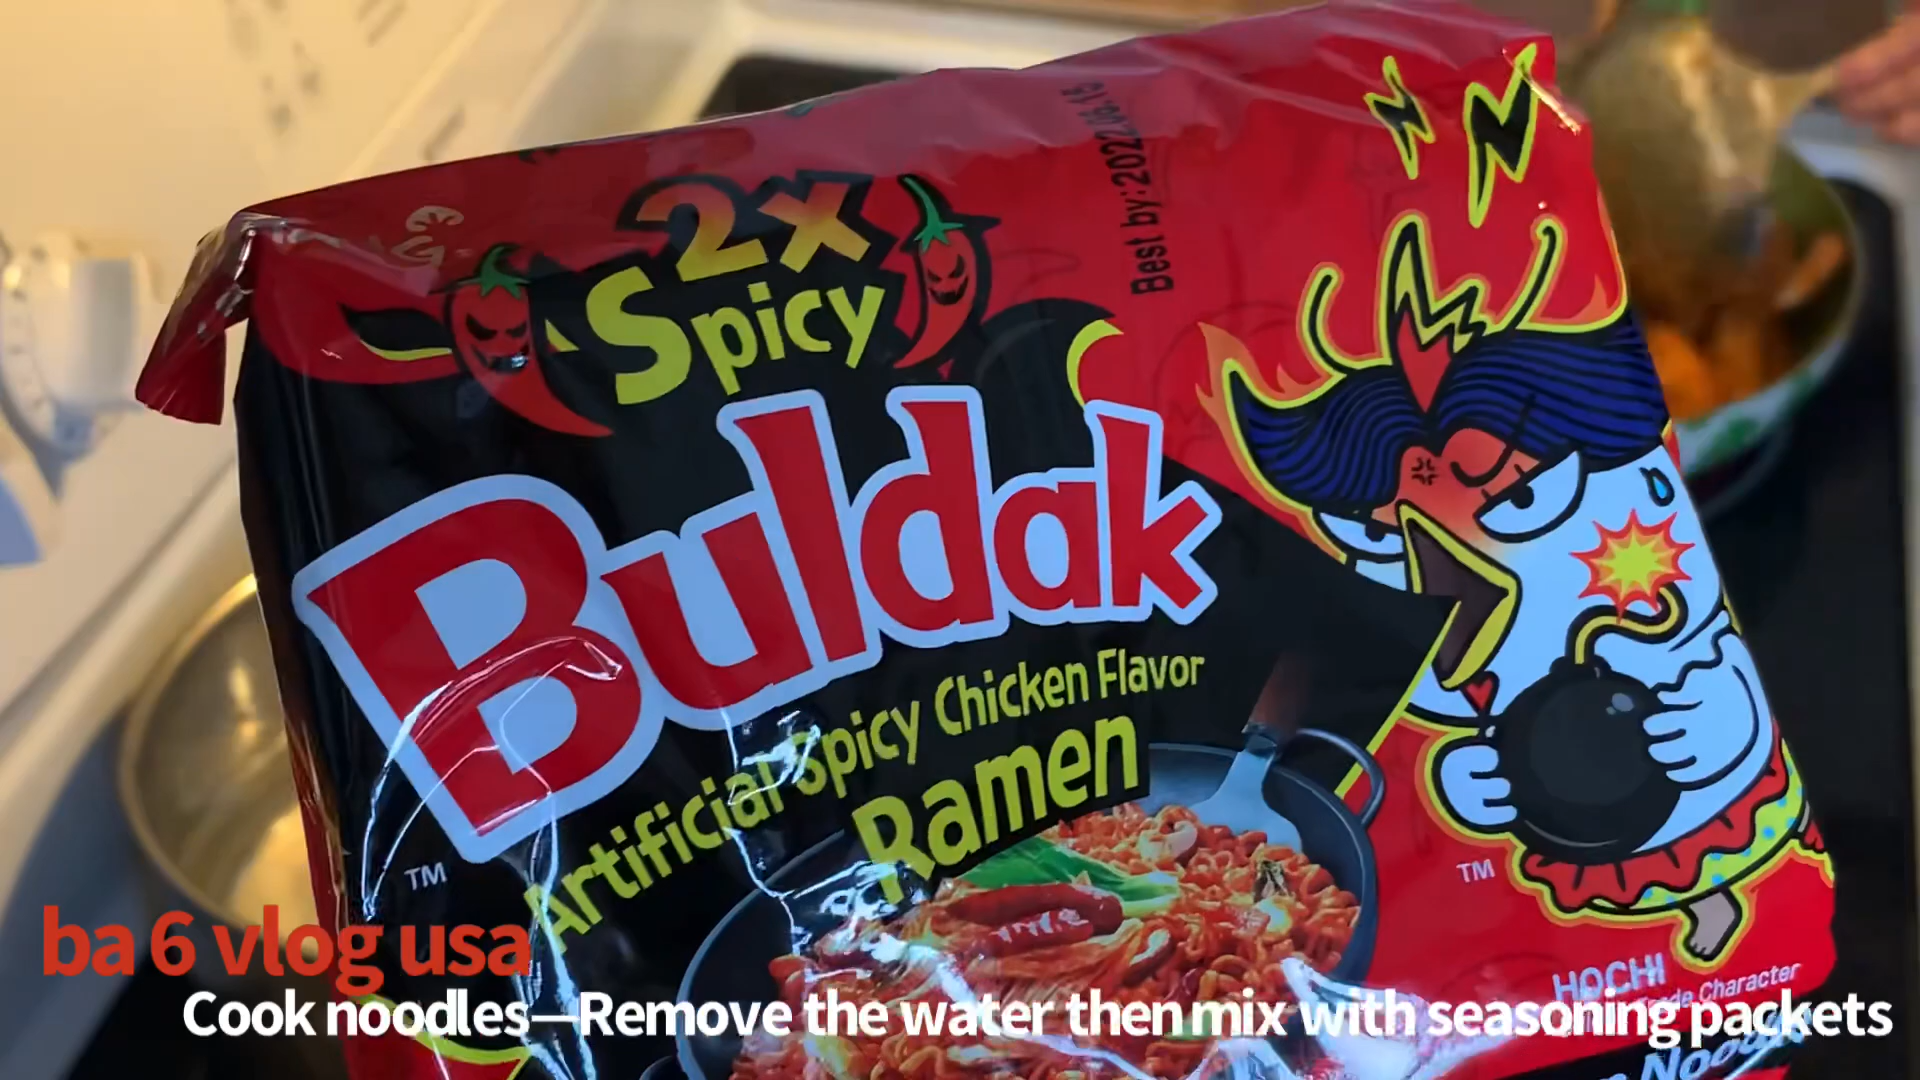 2x
Spicy
Best by:2022.06.15
Buldak
Artificial Spicy Chicken Flavor
Ramen
TM
TM
HOCHI
Character
ba 6 vlog usa
Cook noodles—Remove the water then mix with seasoning packets